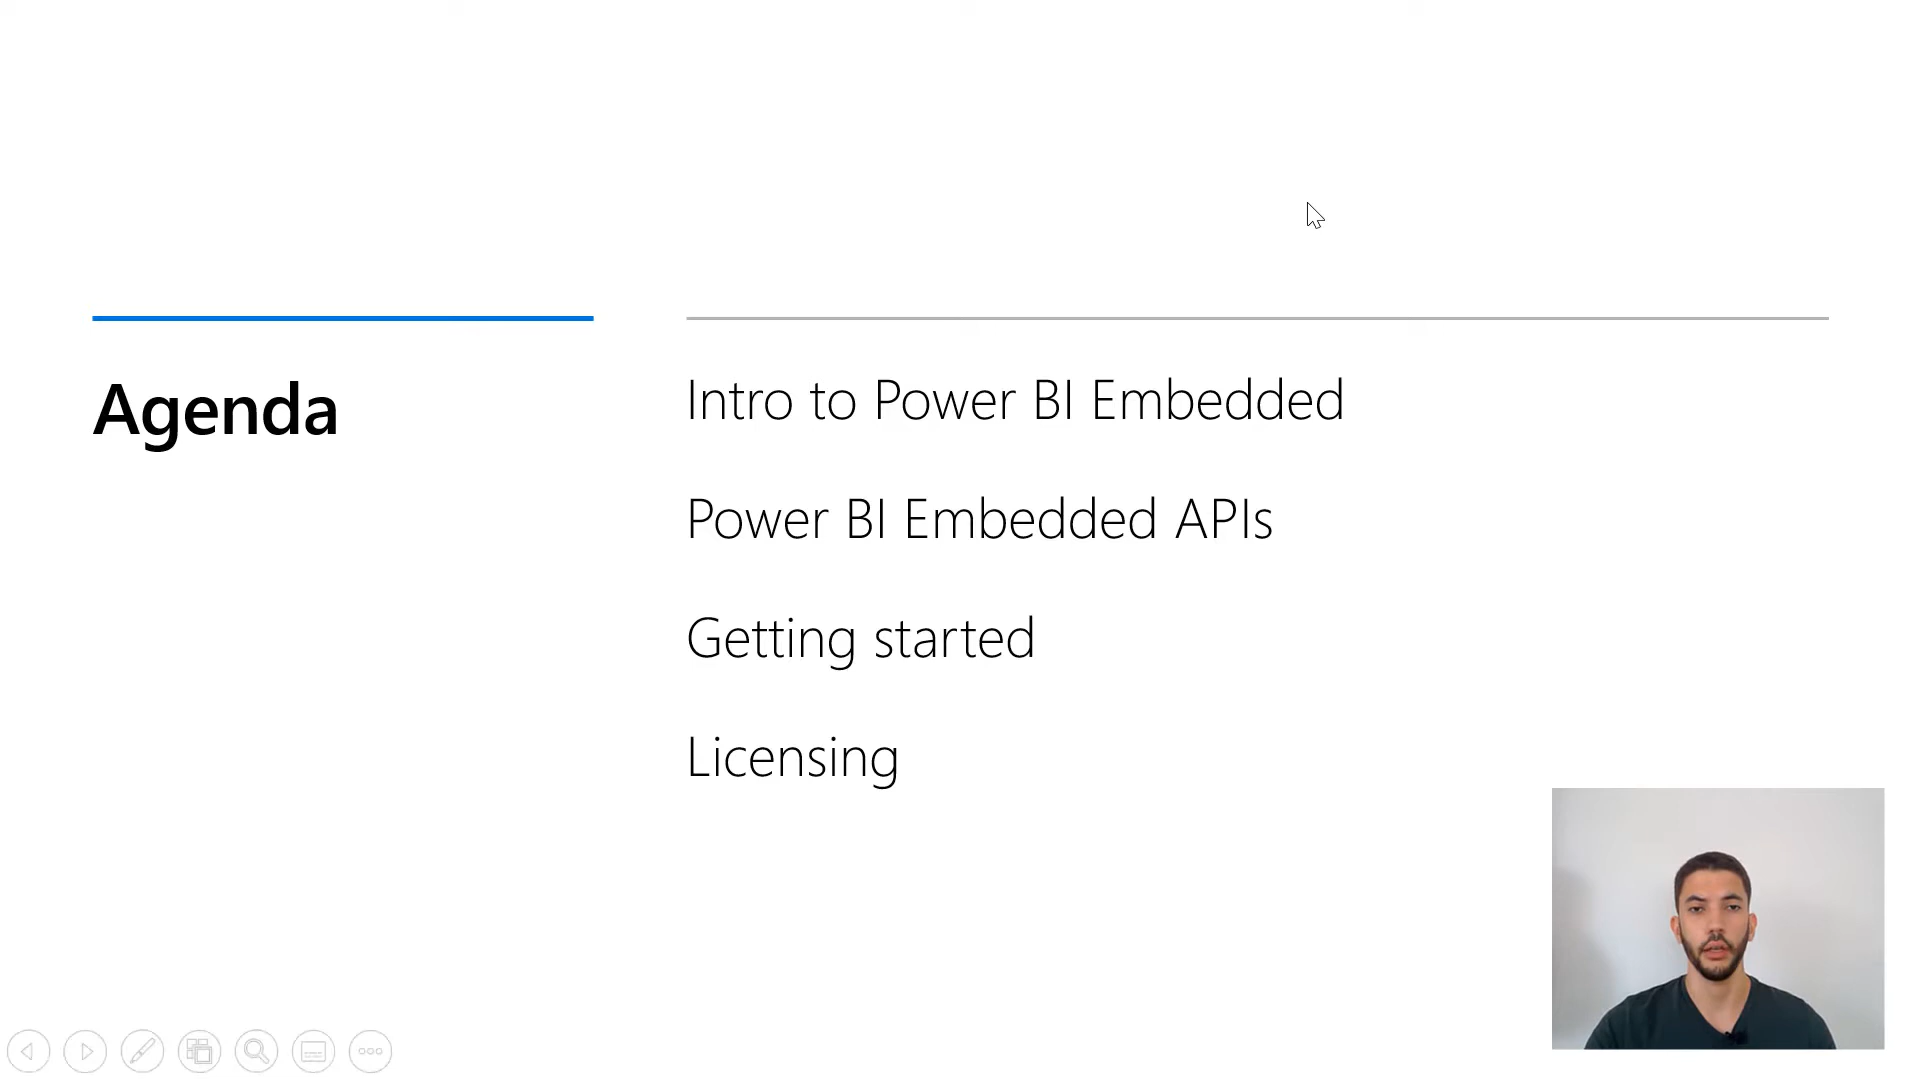 Agenda
Intro to Power BI Embedded
Power BI Embedded APIs
Getting started
Licensing